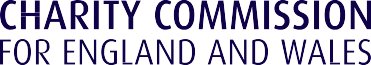 CHARITY COMMISSION
FOR ENGLAND AND WALES